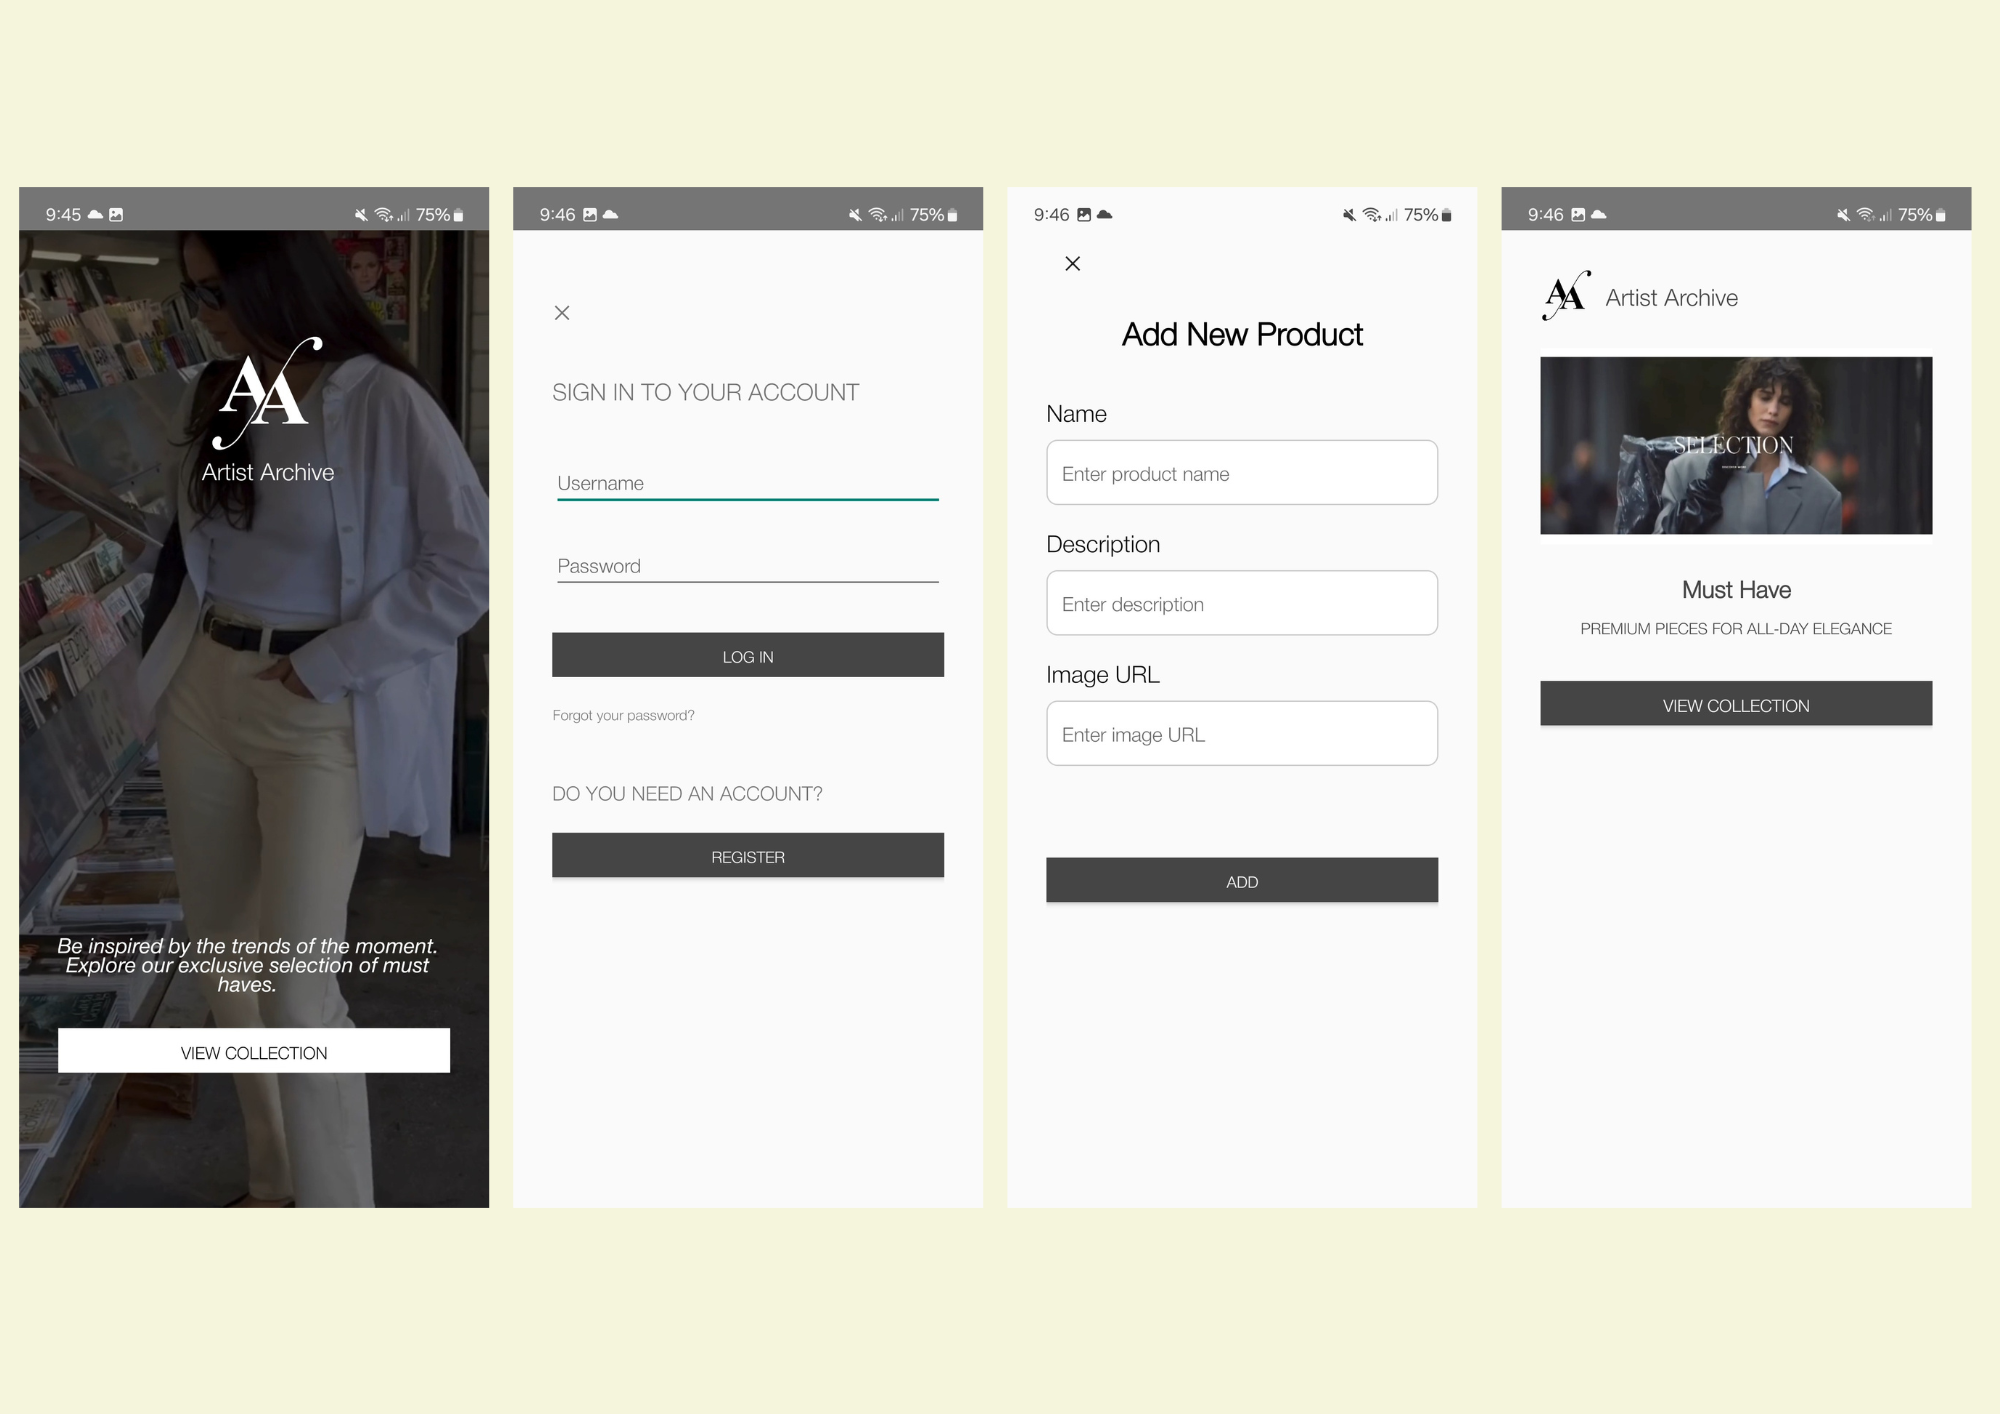 9:45
75%
AA
Artist Archive
Be inspired by the trends of the moment.
Explore our exclusive selection of must
haves.
VIEW COLLECTION
9:46
75%
SIGN IN TO YOUR ACCOUNT
Username
Password
LOG IN
Forgot your password?
DO YOU NEED AN ACCOUNT?
REGISTER
9:46
75%
Add New Product
Name
Enter product name
Description
Enter description
Image URL
Enter image URL
ADD
9:46
75%
AA
Artist Archive
SELECTION
Must Have
PREMIUM PIECES FOR ALL-DAY ELEGANCE
VIEW COLLECTION